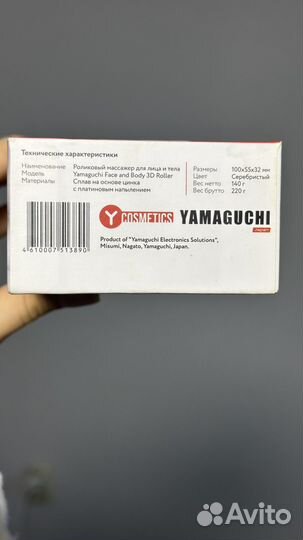 Технические характеристики
Наименование Роликовый массажер для лица и тела
Модель Yamaguchi Face and Body 3D Roller
Материалы Сплав на основе цинка
с платиновым напылением
Размеры 100x55x32 мм
Цвет Серебристый
Вес нетто 140 г
Вес брутто 220 г
Y COSMETICS YAMAGUCHI
Japan
Product of "Yamaguchi Electronics Solutions",
Misumi, Nagato, Yamaguchi, Japan.
4 610007 513890
Avito